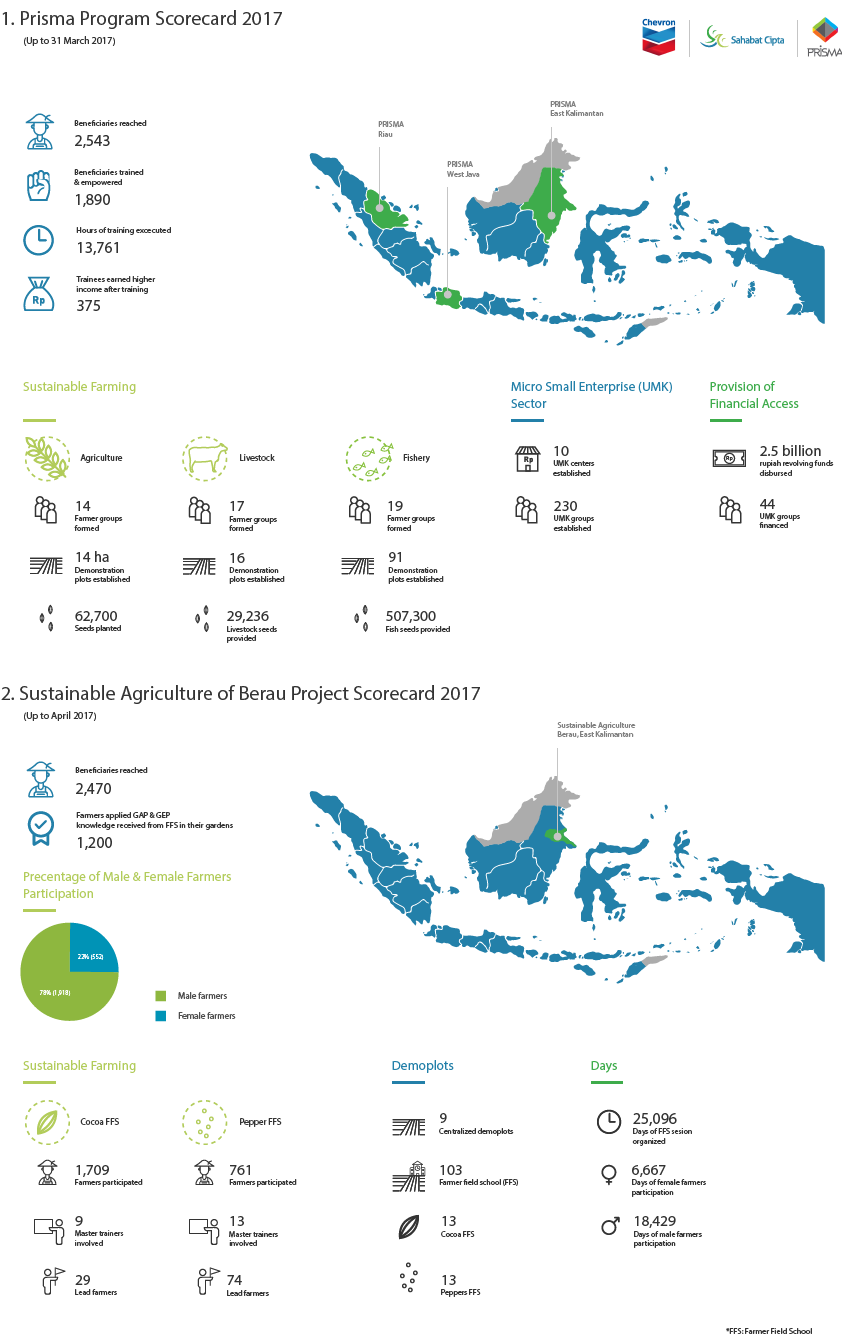 1. Prisma Program Scorecard 2017
(Up to 31 March 2017)
Chevron
Sahabat Cipta
PRISMA
Beneficiaries reached
2,543
Beneficiaries trained
& empowered
1,890
Hours of training excecuted
13,761
Rp
Trainees earned higher
income after training
375
PRISMA
Riau
PRISMA
West Java
PRISMA
East Kalimantan
Sustainable Farming
Agriculture
14
Farmer groups
formed
14 ha
Demonstration
plots established
62,700
Seeds planted
Livestock
17
Farmer groups
formed
16
Demonstration
plots established
29,236
Livestock seeds
provided
Fishery
19
Farmer groups
formed
91
Demonstration
plots established
507,300
Fish seeds provided
Micro Small Enterprise (UMK)
Sector
Rp
10
UMK centers
established
230
UMK groups
established
Provision of
Financial Access
Rp
2.5 billion
rupiah revolving funds
disbursed
44
UMK groups
financed
2. Sustainable Agriculture of Berau Project Scorecard 2017
(Up to April 2017)
Beneficiaries reached
2,470
Farmers applied GAP & GEP
knowledge received from FFS in their gardens
1,200
Sustainable Agriculture
Berau, East Kalimantan
Precentage of Male & Female Farmers
Participation
22% (552)
78% (1,918)
Male farmers
Female farmers
Sustainable Farming
Cocoa FFS
1,709
Farmers participated
9
Master trainers
involved
29
Lead farmers
Pepper FFS
761
Farmers participated
13
Master trainers
involved
74
Lead farmers
Demoplots
9
Centralized demoplots
103
Farmer field school (FFS)
13
Cocoa FFS
13
Peppers FFS
Days
25,096
Days of FFS sesion
organized
6,667
Days of female farmers
participation
18,429
Days of male farmers
participation
*FFS: Farmer Field School